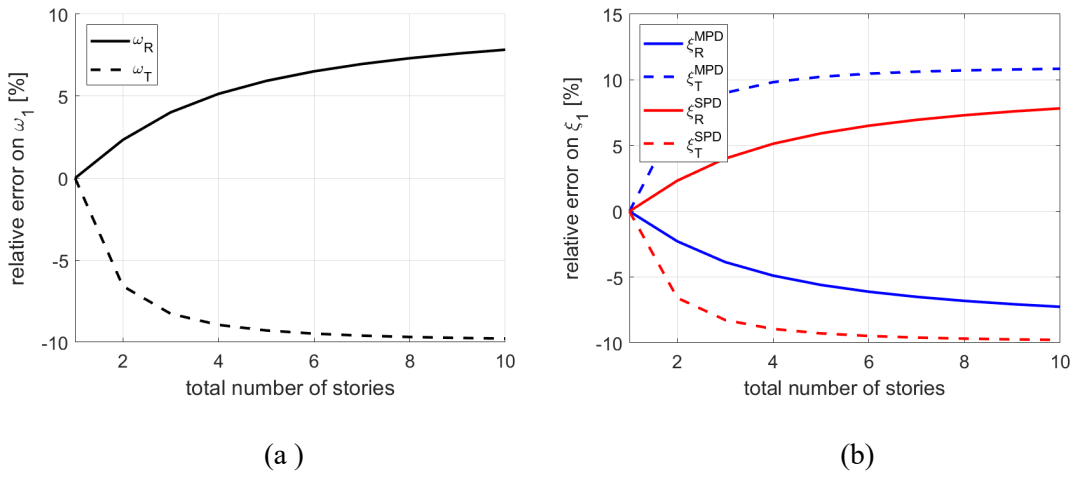 10
5
0
-5
-10
relative error on ω₁ [%]
ω_R
ω_T
2 4 6 8 10
total number of stories
(a )
15
10
5
0
-5
-10
relative error on ξ₁ [%]
ξ_R^MPD
ξ_T^MPD
ξ_R^SPD
ξ_T^SPD
2 4 6 8 10
total number of stories
(b)